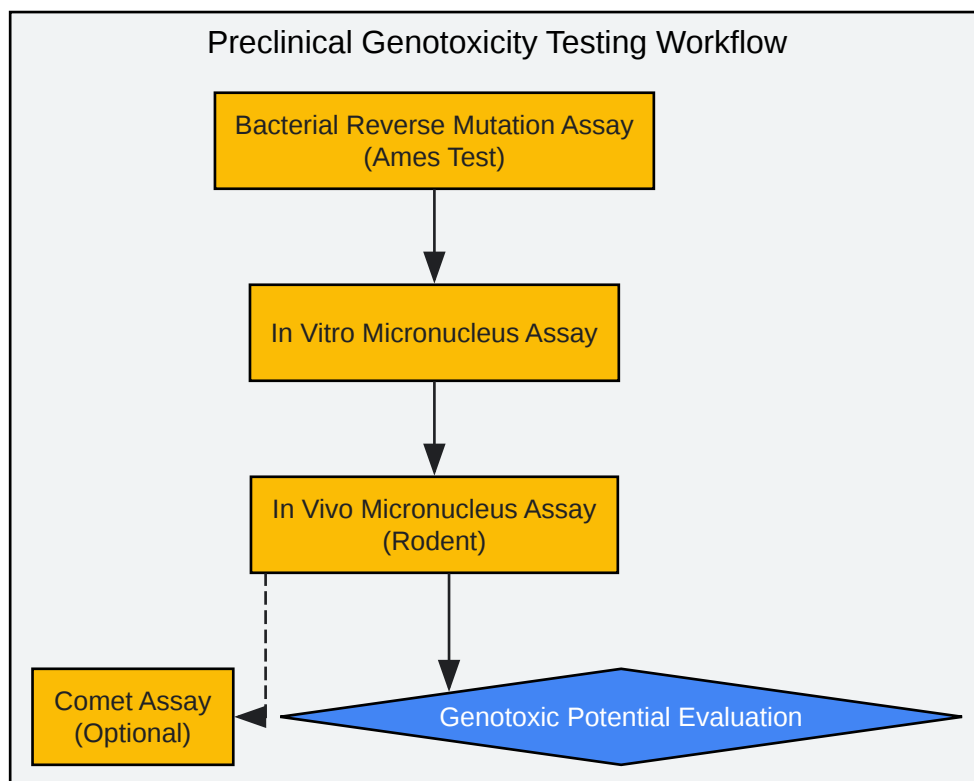 Preclinical Genotoxicity Testing Workflow
Bacterial Reverse Mutation Assay
(Ames Test)
In Vitro Micronucleus Assay
In Vivo Micronucleus Assay
(Rodent)
Comet Assay
(Optional)
Genotoxic Potential Evaluation